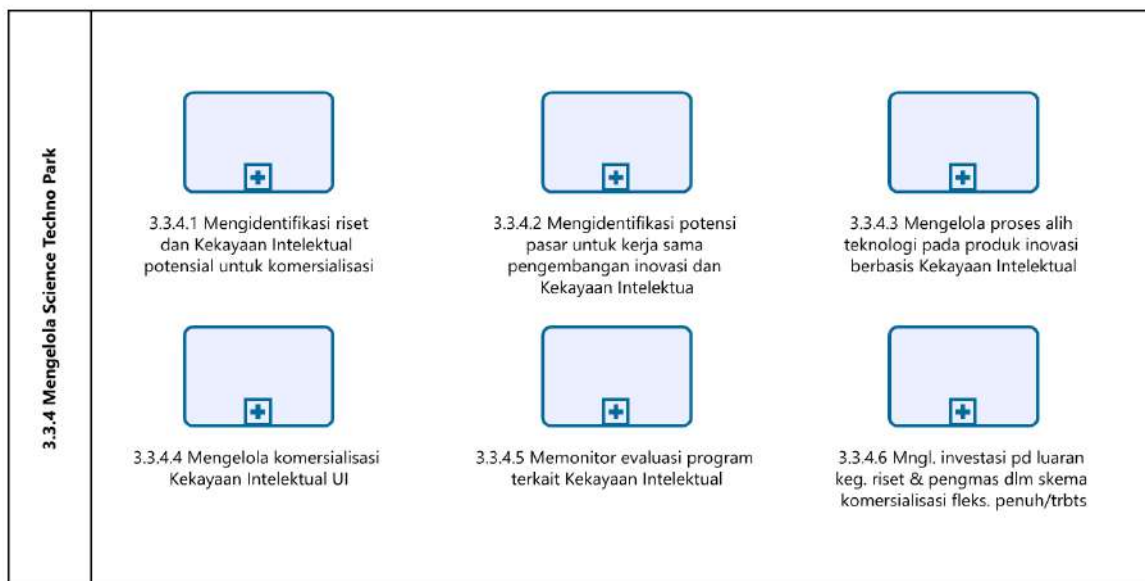 3.3.4 Mengelola Science Techno Park
3.3.4.1 Mengidentifikasi riset
dan Kekayaan Intelektual
potensial untuk komersialisasi
3.3.4.2 Mengidentifikasi potensi
pasar untuk kerja sama
pengembangan inovasi dan
Kekayaan Intelektua
3.3.4.3 Mengelola proses alih
teknologi pada produk inovasi
berbasis Kekayaan Intelektual
3.3.4.4 Mengelola komersialisasi
Kekayaan Intelektual UI
3.3.4.5 Memonitor evaluasi program
terkait Kekayaan Intelektual
3.3.4.6 Mngl. investasi pd luaran
keg. riset & pengmas dlm skema
komersialisasi fleks. penuh/trbts